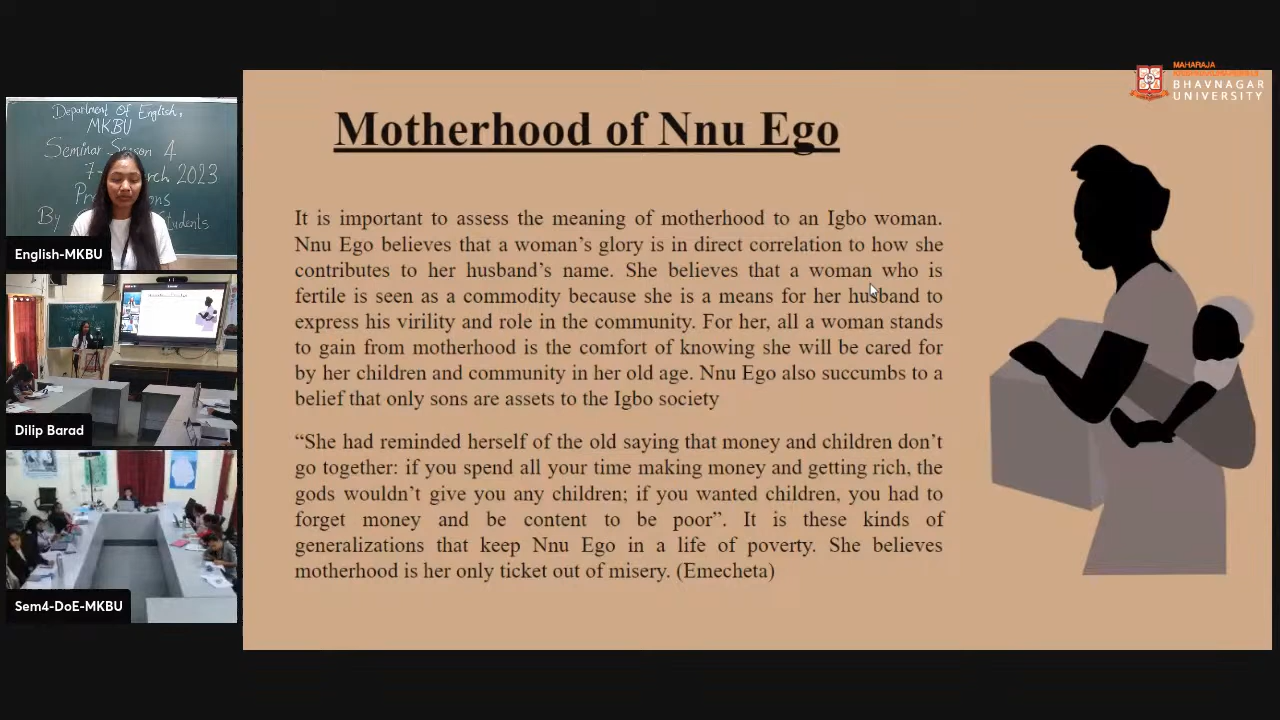 Motherhood of Nnu Ego
It is important to assess the meaning of motherhood to an Igbo woman.
Nnu Ego believes that a woman's glory is in direct correlation to how she
contributes to her husband's name. She believes that a woman who is
fertile is seen as a commodity because she is a means for her husband to
express his virility and role in the community. For her, all a woman stands
to gain from motherhood is the comfort of knowing she will be cared for
by her children and community in her old age. Nnu Ego also succumbs to a
belief that only sons are assets to the Igbo society
“She had reminded herself of the old saying that money and children don't
go together: if you spend all your time making money and getting rich, the
gods wouldn't give you any children; if you wanted children, you had to
forget money and be content to be poor”. It is these kinds of
generalizations that keep Nnu Ego in a life of poverty. She believes
motherhood is her only ticket out of misery. (Emecheta)
MAHARAJA
BHAVNAGAR
UNIVERSITY
Department Of English,
MKBU
Seminar Season 4
2023
By
English-MKBU
Dilip Barad
Sem4-DoE-MKBU